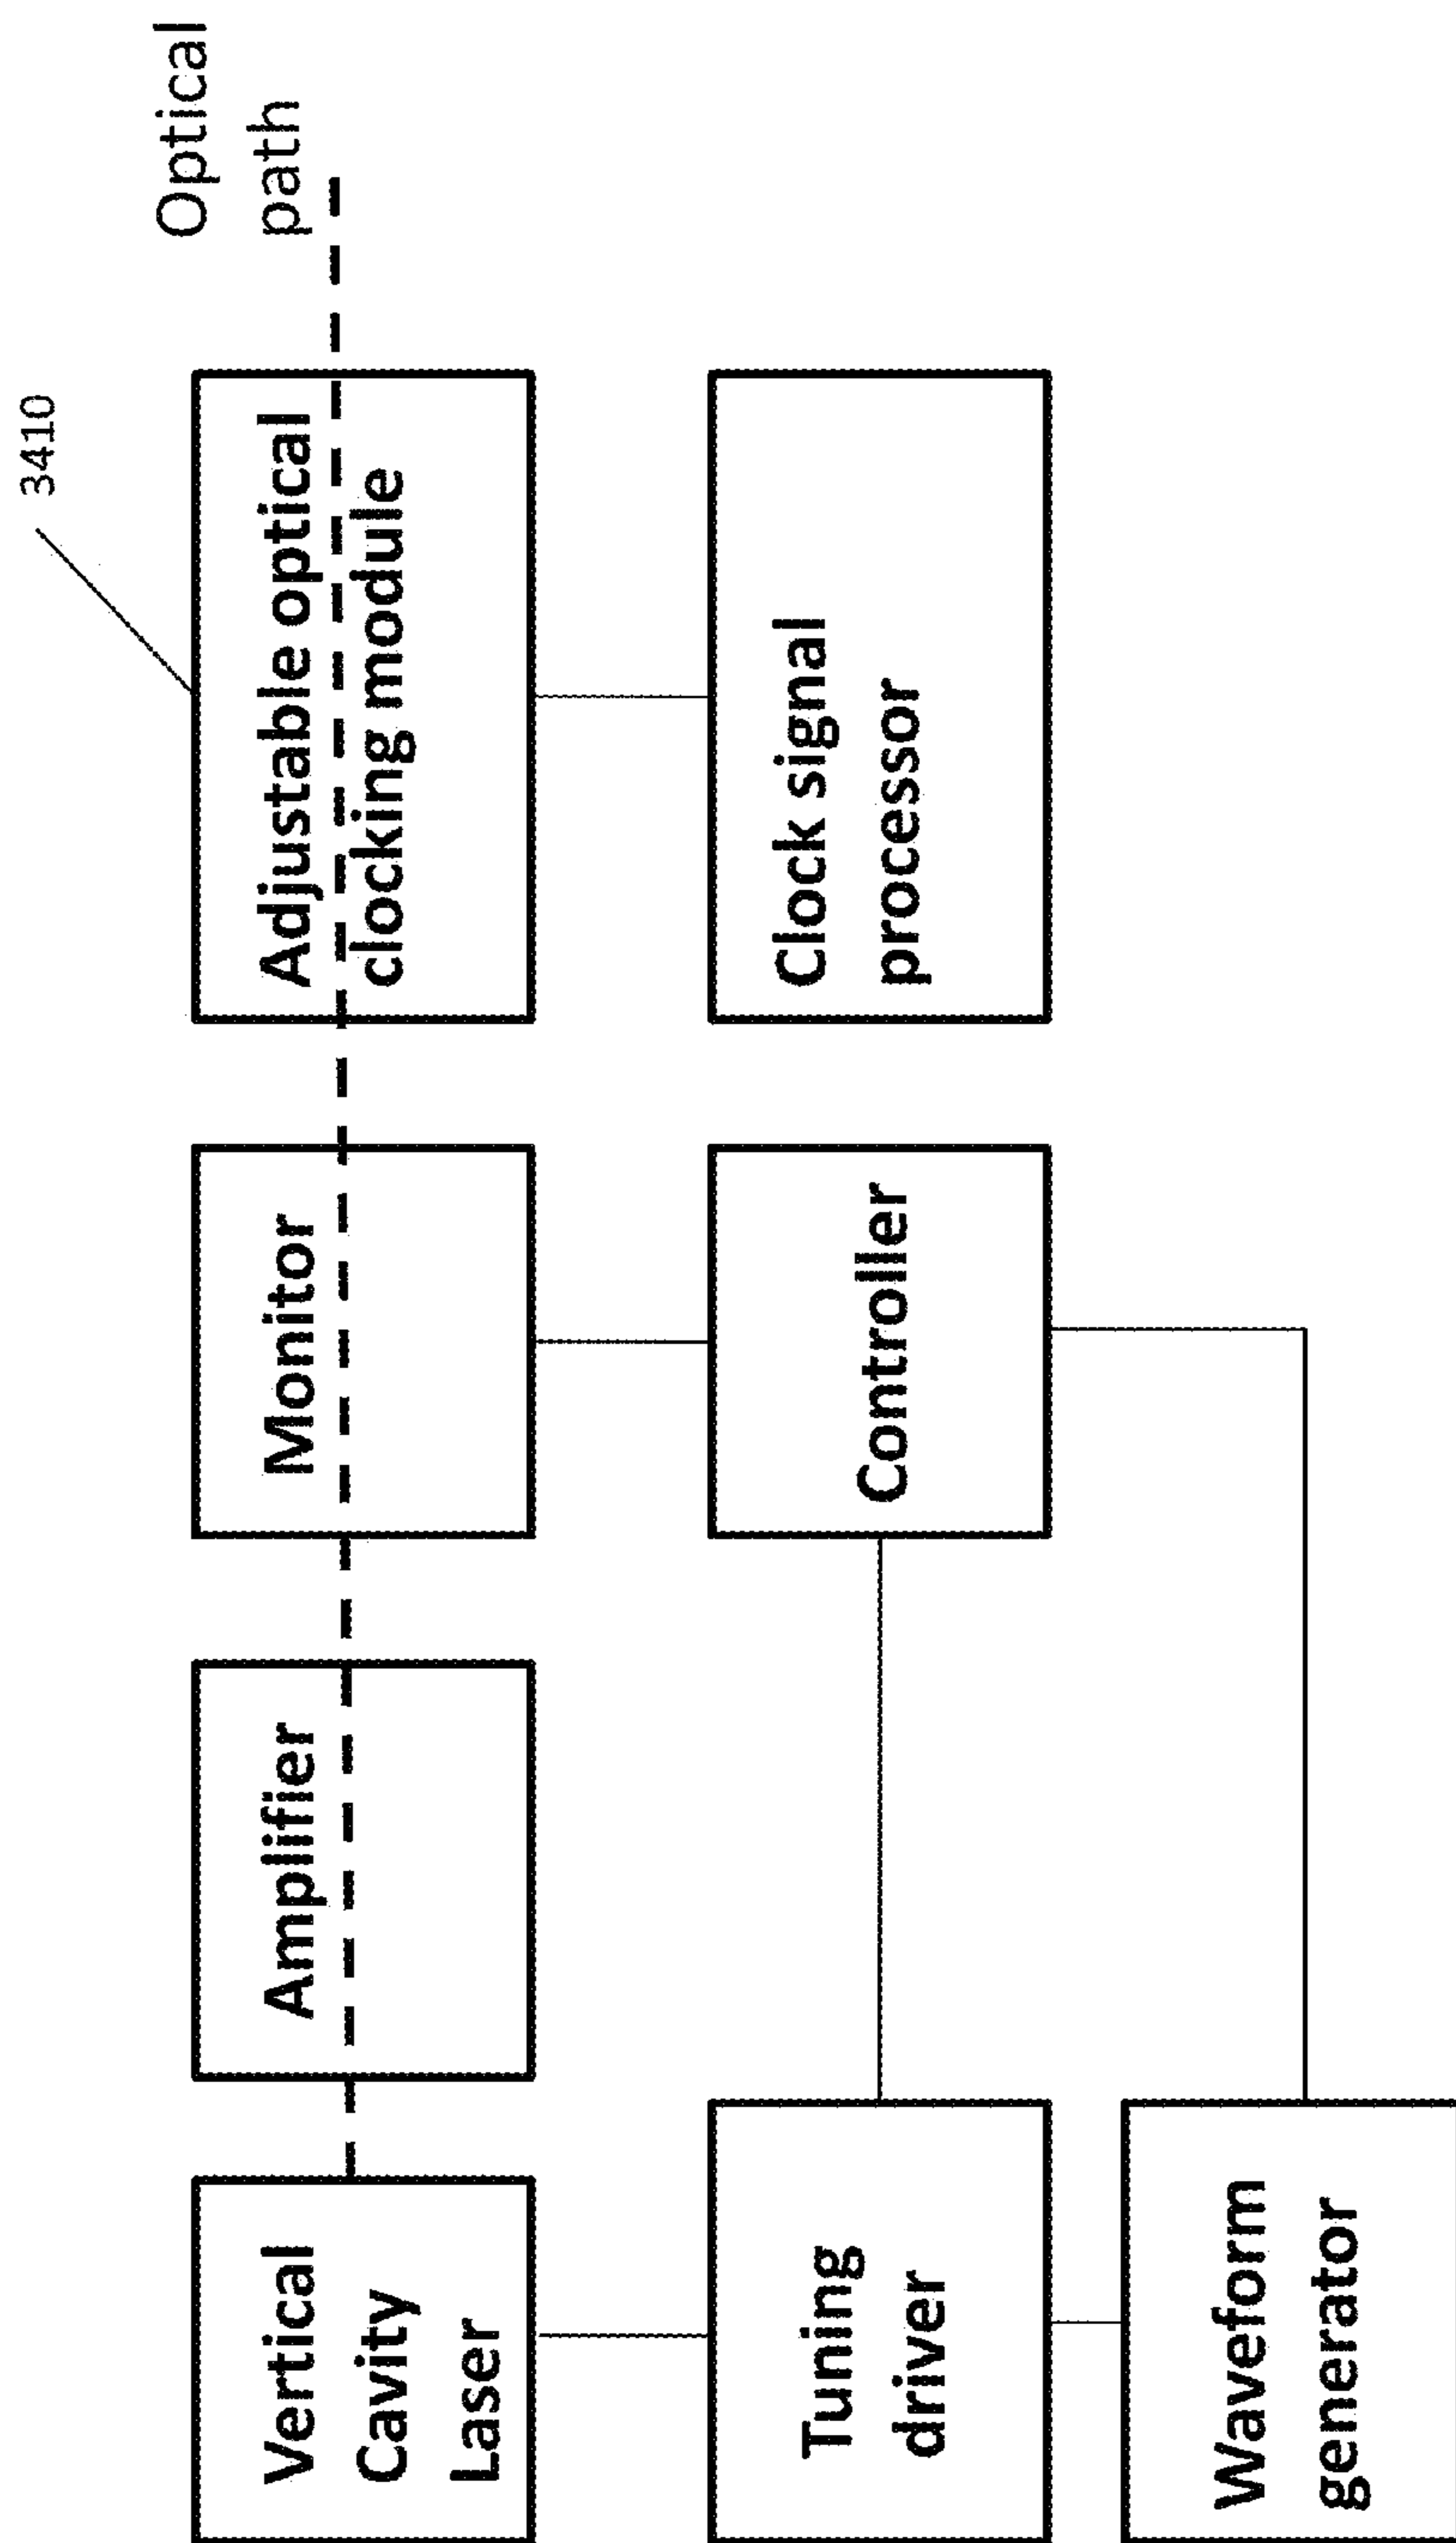 3410
Optical
path
Vertical
Cavity
Laser
Amplifier
Monitor
Adjustable optical
clocking module
Tuning
driver
Controller
Clock signal
processor
Waveform
generator